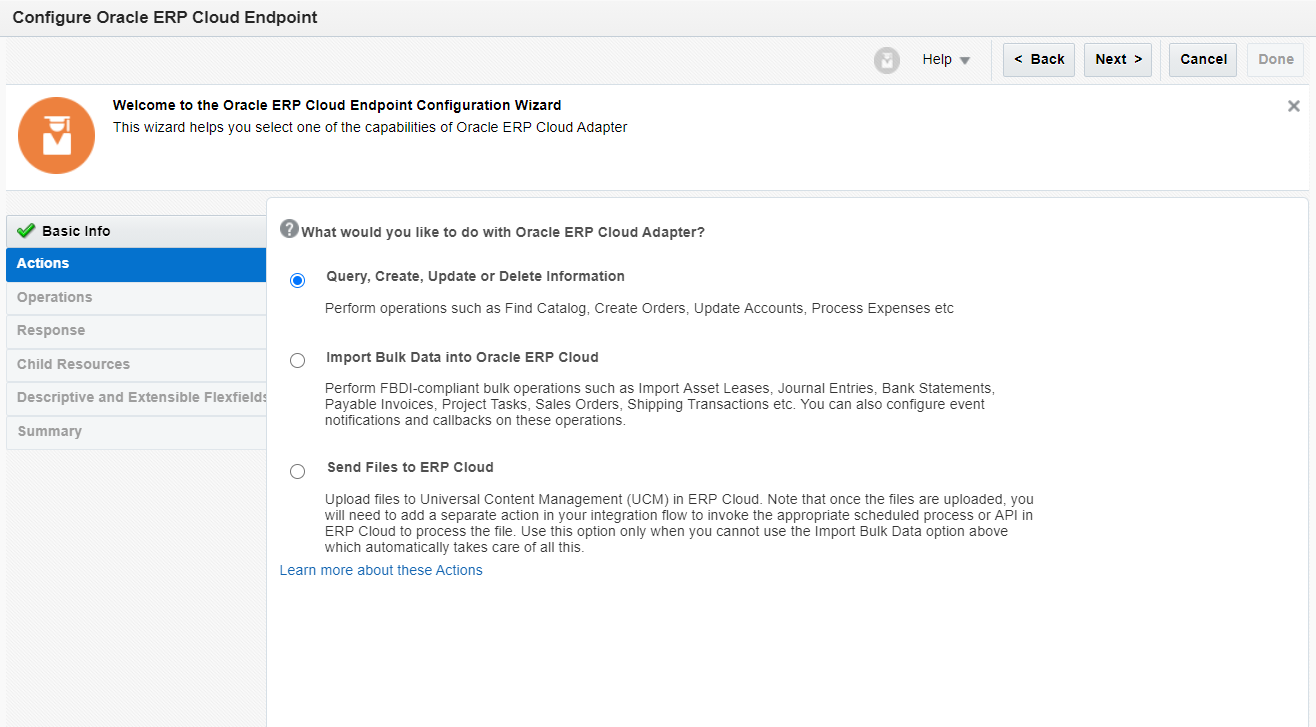 Configure Oracle ERP Cloud Endpoint
Help
< Back
Next >
Cancel
Done
Welcome to the Oracle ERP Cloud Endpoint Configuration Wizard
This wizard helps you select one of the capabilities of Oracle ERP Cloud Adapter
Basic Info
Actions
Operations
Response
Child Resources
Descriptive and Extensible Flexfields
Summary
? What would you like to do with Oracle ERP Cloud Adapter?
Query, Create, Update or Delete Information
Perform operations such as Find Catalog, Create Orders, Update Accounts, Process Expenses etc
Import Bulk Data into Oracle ERP Cloud
Perform FBDI-compliant bulk operations such as Import Asset Leases, Journal Entries, Bank Statements,
Payable Invoices, Project Tasks, Sales Orders, Shipping Transactions etc. You can also configure event
notifications and callbacks on these operations.
Send Files to ERP Cloud
Upload files to Universal Content Management (UCM) in ERP Cloud. Note that once the files are uploaded, you
will need to add a separate action in your integration flow to invoke the appropriate scheduled process or API in
ERP Cloud to process the file. Use this option only when you cannot use the Import Bulk Data option above
which automatically takes care of all this.
Learn more about these Actions